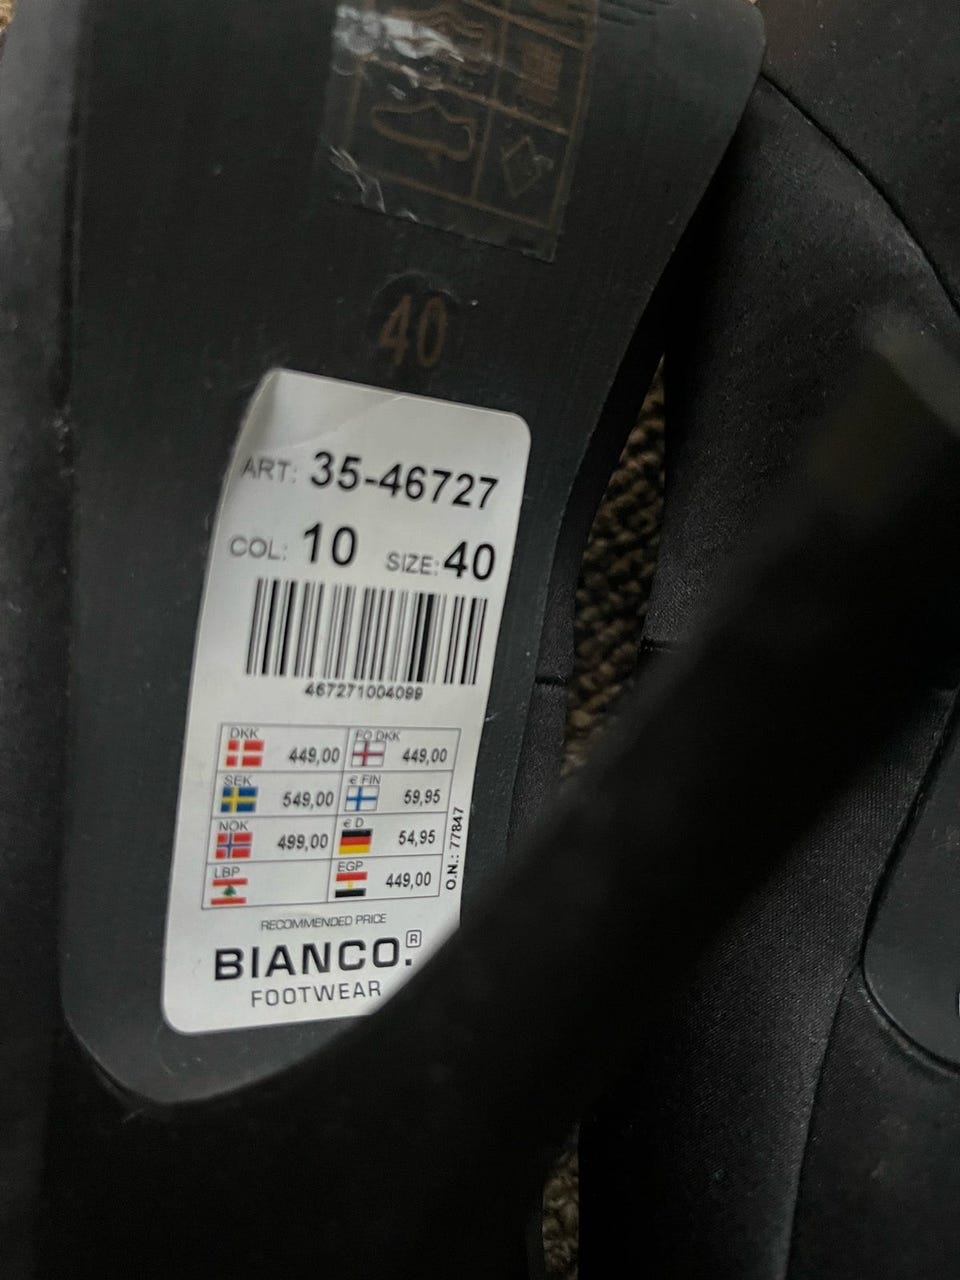 40
ART: 35-46727
COL: 10 SIZE: 40
467271004099
DKK 449,00 FO DKK 449,00
SEK 549,00 € FIN 59,95
NOK 499,00 € D 54,95
LBP EGP 449,00
O.N.: 77847
RECOMMENDED PRICE
BIANCO.®
FOOTWEAR